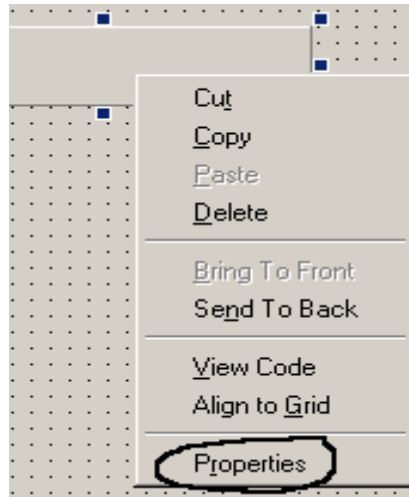 Cut
Copy
Paste
Delete
Bring To Front
Send To Back
View Code
Align to Grid
Properties